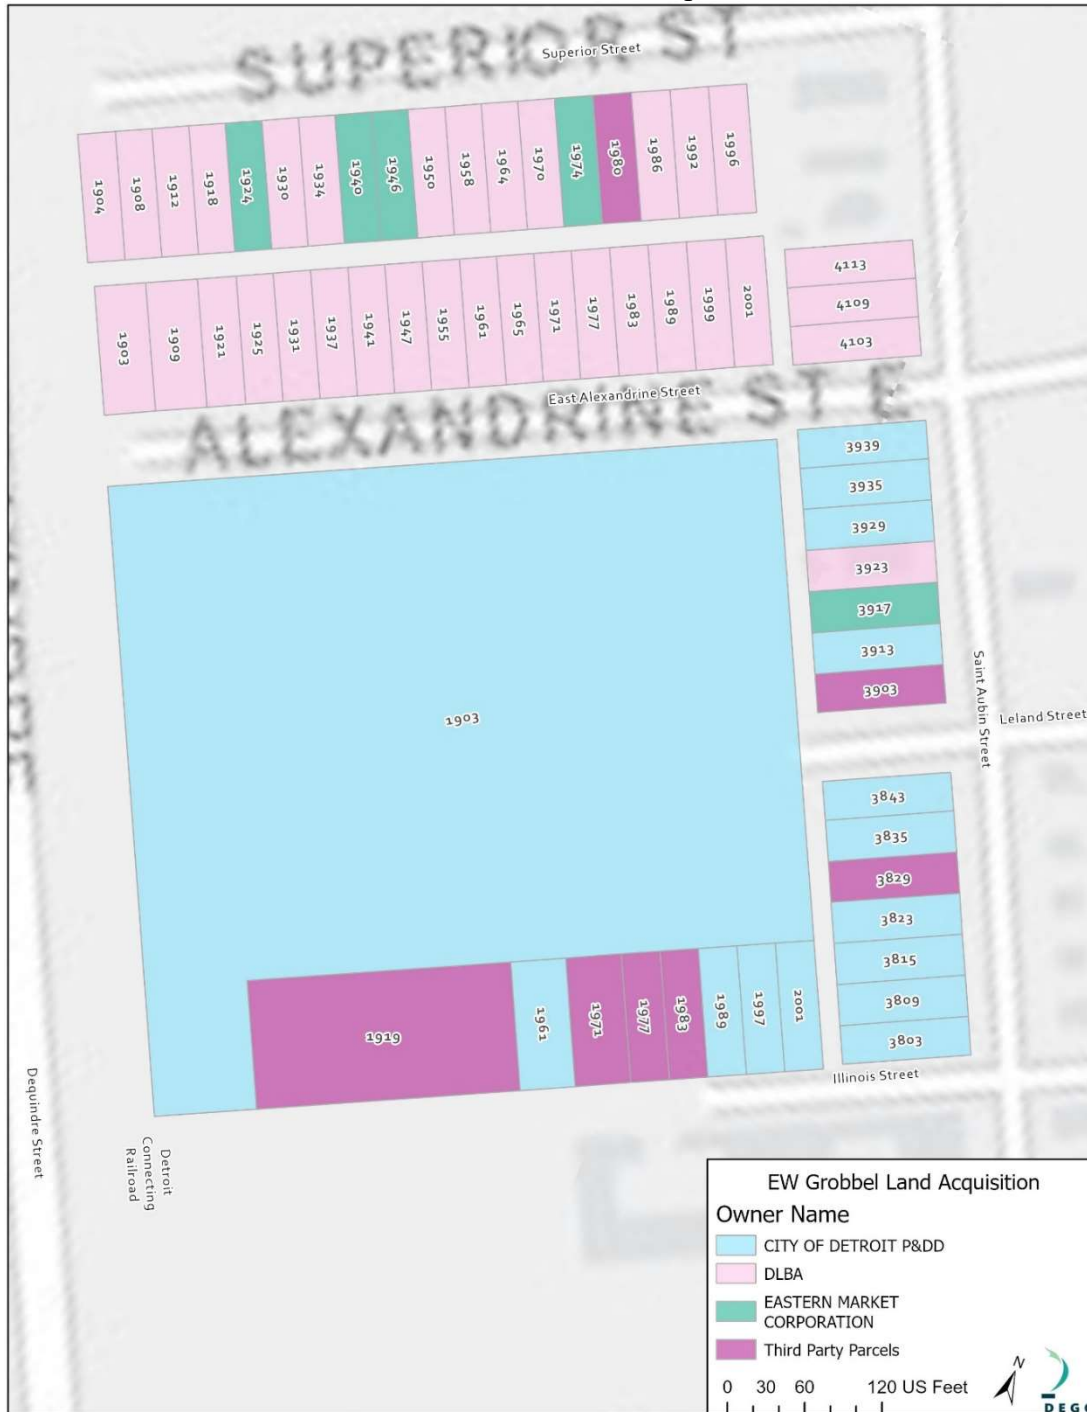 SUPERIOR ST
Superior Street
1904
1908
1912
1918
1924
1930
1934
1940
1946
1950
1958
1964
1970
1974
1980
1986
1992
1996
1903
1909
1921
1925
1931
1937
1941
1947
1955
1961
1965
1971
1977
1983
1989
1999
2001
4113
4109
4103
East Alexandrine Street
ALEXANDRINE ST E
3939
3935
3929
3923
3917
3913
3903
1903
Saint Aubin Street
Leland Street
3843
3835
3829
3823
3815
3809
3803
1919
1961
1971
1977
1983
1989
1997
2001
Illinois Street
Dequindre Street
Detroit
Connecting
Railroad
EW Grobbel Land Acquisition
Owner Name
CITY OF DETROIT P&DD
DLBA
EASTERN MARKET
CORPORATION
Third Party Parcels
0 30 60 120 US Feet
N
DEGC